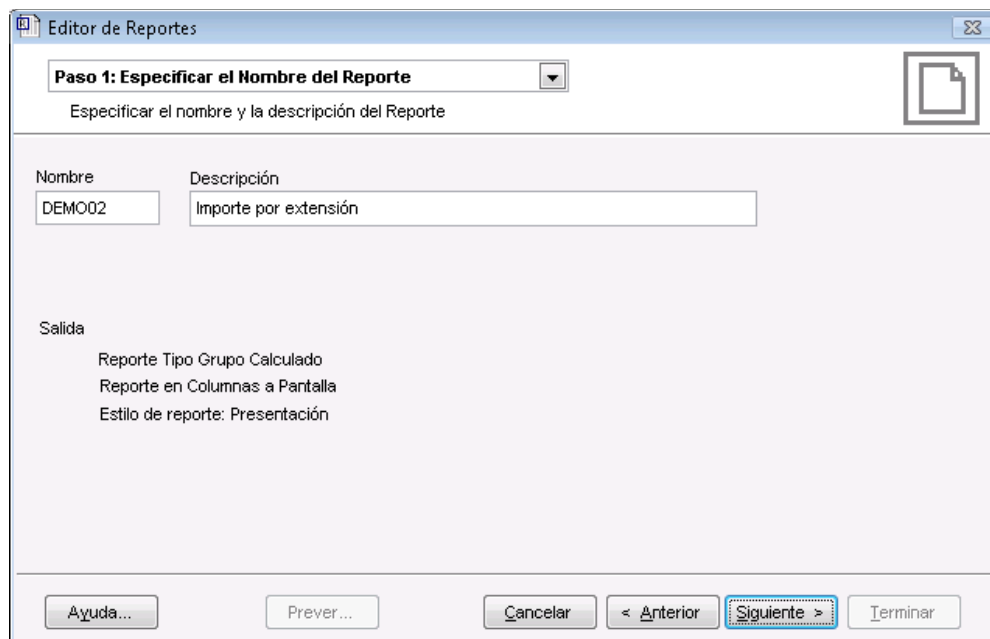 Editor de Reportes
Paso 1: Especificar el Nombre del Reporte
Especificar el nombre y la descripción del Reporte
Nombre Descripción
DEMO02 Importe por extensión
Salida
Reporte Tipo Grupo Calculado
Reporte en Columnas a Pantalla
Estilo de reporte: Presentación
Ayuda... Prever... Cancelar < Anterior Siguiente > Terminar